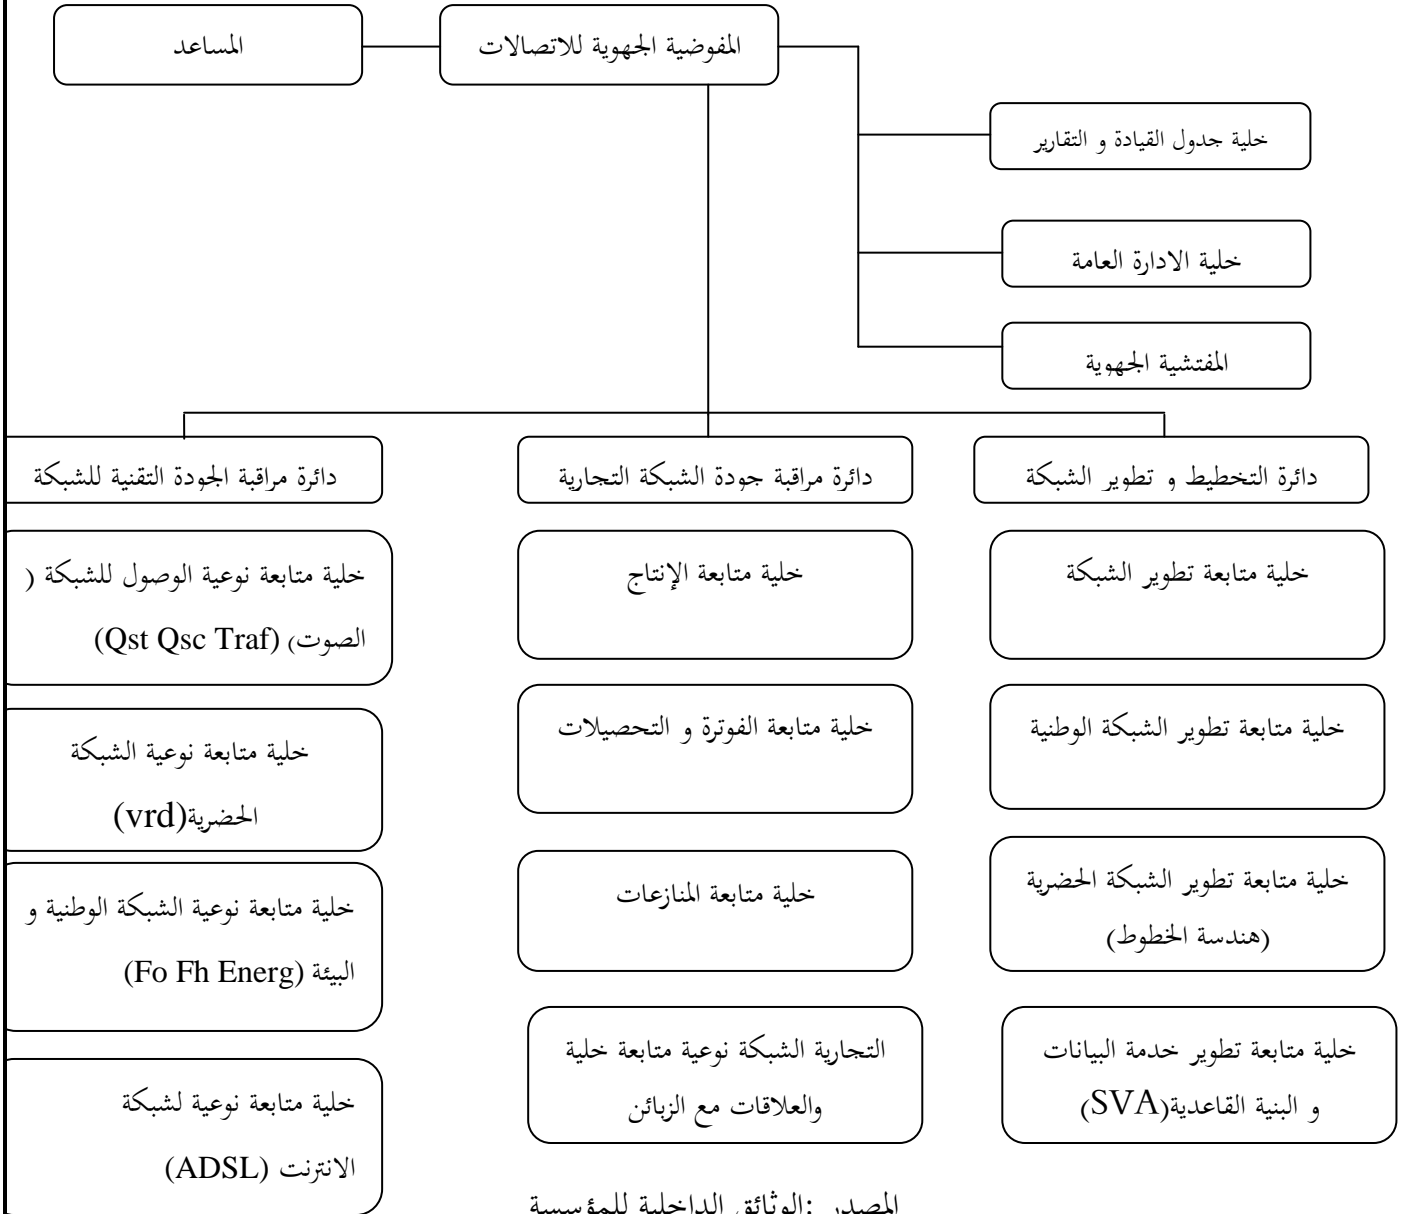 المفوضية الجهوية للاتصالات
المساعد
خلية جدول القيادة و التقارير
خلية الادارة العامة
المفتشية الجهوية
دائرة التخطيط و تطوير الشبكة
دائرة مراقبة جودة الشبكة التجارية
دائرة مراقبة الجودة التقنية للشبكة
خلية متابعة تطوير الشبكة
خلية متابعة تطوير الشبكة الوطنية
خلية متابعة تطوير الشبكة الحضرية
(هندسة الخطوط)
خلية متابعة تطوير خدمة البيانات
و البنية القاعدية(SVA)
خلية متابعة الإنتاج
خلية متابعة الفوترة و التحصيلات
خلية متابعة المنازعات
التجارية الشبكة نوعية متابعة خلية
والعلاقات مع الزبائن
خلية متابعة نوعية الوصول للشبكة (
الصوت) (Qst Qsc Traf)
خلية متابعة نوعية الشبكة
الحضرية(vrd)
خلية متابعة نوعية الشبكة الوطنية و
البيئة (Fo Fh Energ)
خلية متابعة نوعية لشبكة
الانترنت (ADSL)
المصدر :الوثائق الداخلية للمؤسسة